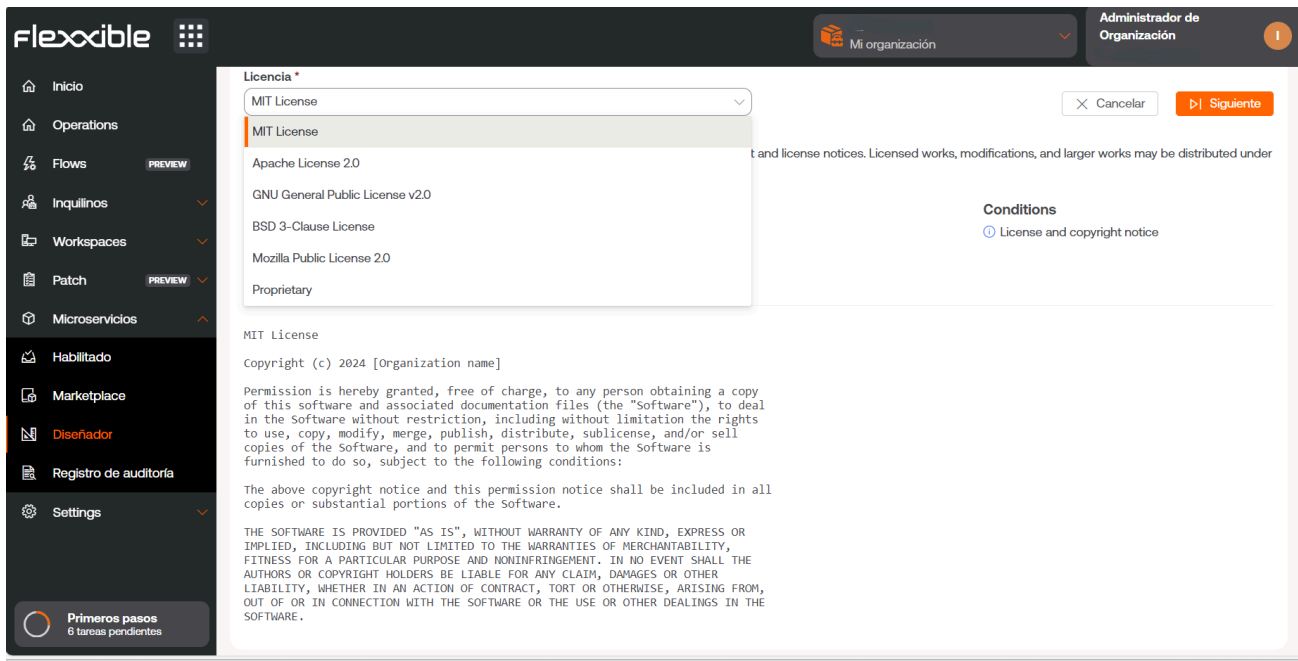 Flexxible
Mi organización
Administrador de
Organización
I
Inicio
Operations
Flows PREVIEW
Inquilinos
Workspaces
Patch PREVIEW
Microservicios
Habilitado
Marketplace
Diseñador
Registro de auditoría
Settings
Primeros pasos
6 tareas pendientes
Licencia *
MIT License
Cancelar
Siguiente
MIT License
Apache License 2.0
GNU General Public License v2.0
BSD 3-Clause License
Mozilla Public License 2.0
Proprietary
and license notices. Licensed works, modifications, and larger works may be distributed under
Conditions
License and copyright notice
MIT License
Copyright (c) 2024 [Organization name]
Permission is hereby granted, free of charge, to any person obtaining a copy
of this software and associated documentation files (the "Software"), to deal
in the Software without restriction, including without limitation the rights
to use, copy, modify, merge, publish, distribute, sublicense, and/or sell
copies of the Software, and to permit persons to whom the Software is
furnished to do so, subject to the following conditions:
The above copyright notice and this permission notice shall be included in all
copies or substantial portions of the Software.
THE SOFTWARE IS PROVIDED "AS IS", WITHOUT WARRANTY OF ANY KIND, EXPRESS OR
IMPLIED, INCLUDING BUT NOT LIMITED TO THE WARRANTIES OF MERCHANTABILITY,
FITNESS FOR A PARTICULAR PURPOSE AND NONINFRINGEMENT. IN NO EVENT SHALL THE
AUTHORS OR COPYRIGHT HOLDERS BE LIABLE FOR ANY CLAIM, DAMAGES OR OTHER
LIABILITY, WHETHER IN AN ACTION OF CONTRACT, TORT OR OTHERWISE, ARISING FROM,
OUT OF OR IN CONNECTION WITH THE SOFTWARE OR THE USE OR OTHER DEALINGS IN THE
SOFTWARE.